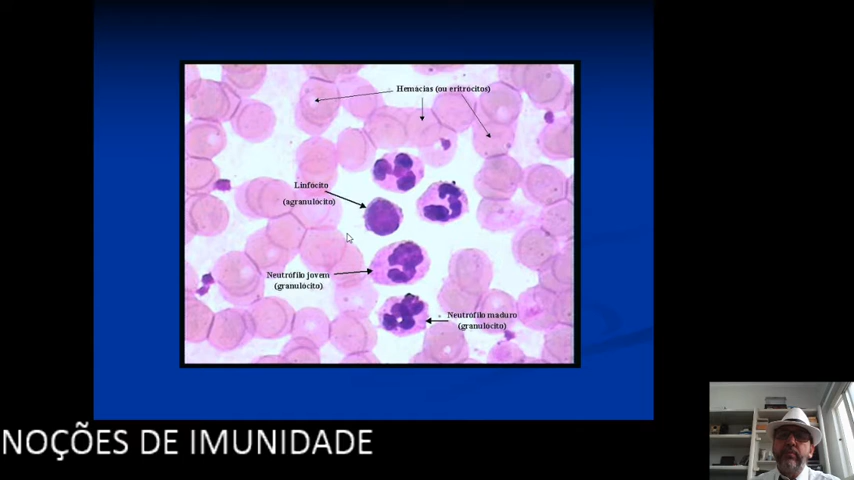 Hemácias (ou eritrócitos)
Linfócito
(agranulócito)
Neutrófilo jovem
(granulócito)
Neutrófilo maduro
(granulócito)
NOÇÕES DE IMUNIDADE